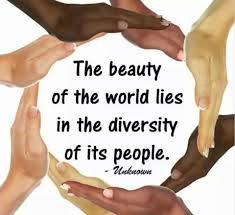 The beauty
of the world lies
in the diversity
of its people.
- Unknown